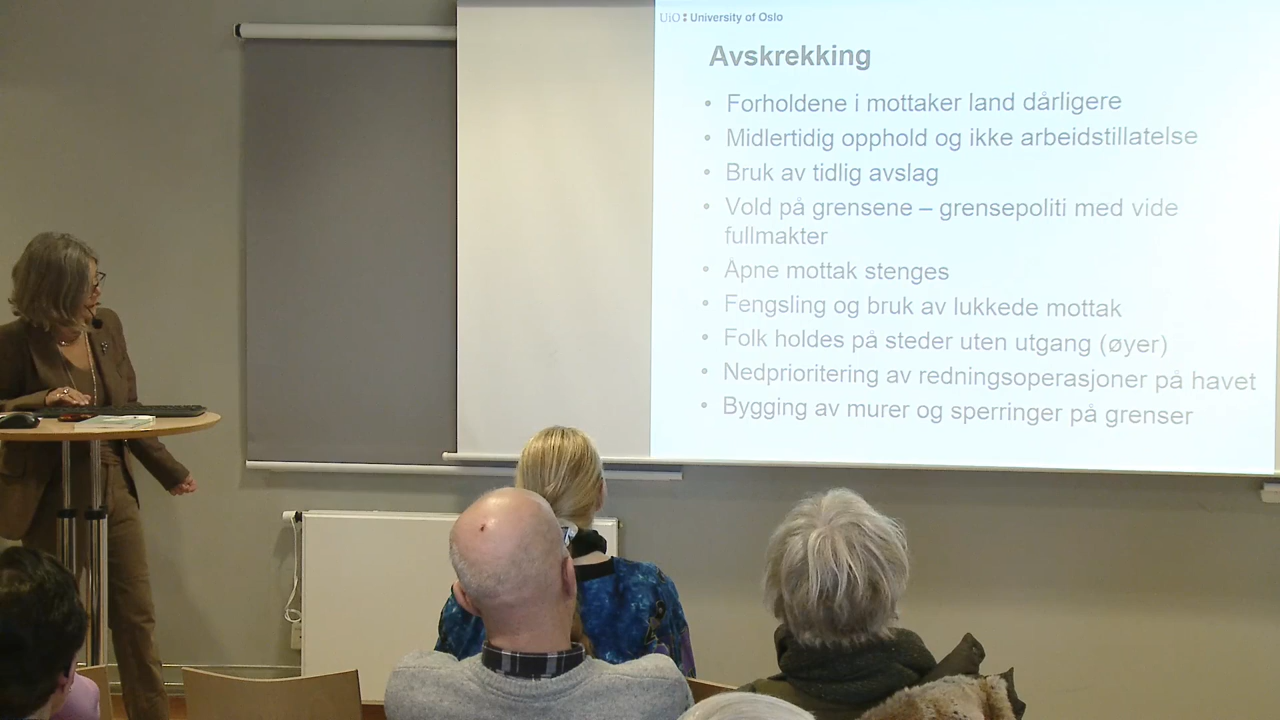 UiO : University of Oslo
Avskrekking
• Forholdene i mottaker land dårligere
• Midlertidig opphold og ikke arbeidstillatelse
• Bruk av tidlig avslag
• Vold på grensene – grensepoliti med vide
fullmakter
• Åpne mottak stenges
• Fengsling og bruk av lukkede mottak
• Folk holdes på steder uten utgang (øyer)
• Nedprioritering av redningsoperasjoner på havet
• Bygging av murer og sperringer på grenser